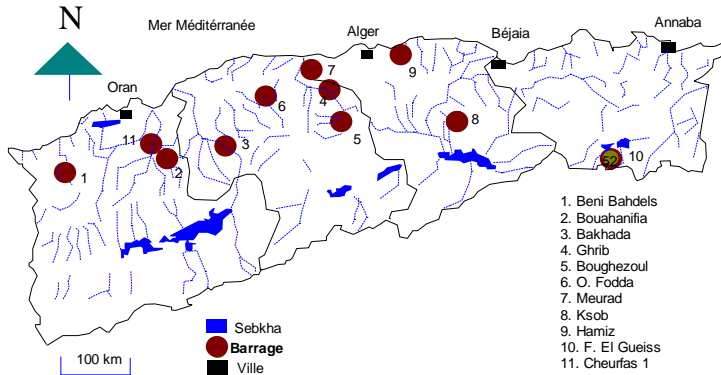 N
Mer Méditérranée
Alger
Béjaia
Annaba
Oran
7
9
4
6
5
8
11
3
2
1
52
10
1. Beni Bahdels
2. Bouahanifia
3. Bakhada
4. Ghrib
5. Boughezoul
6. O. Fodda
7. Meurad
8. Ksob
9. Hamiz
10. F. El Gueiss
11. Cheurfas 1
Sebkha
Barrage
Ville
100 km